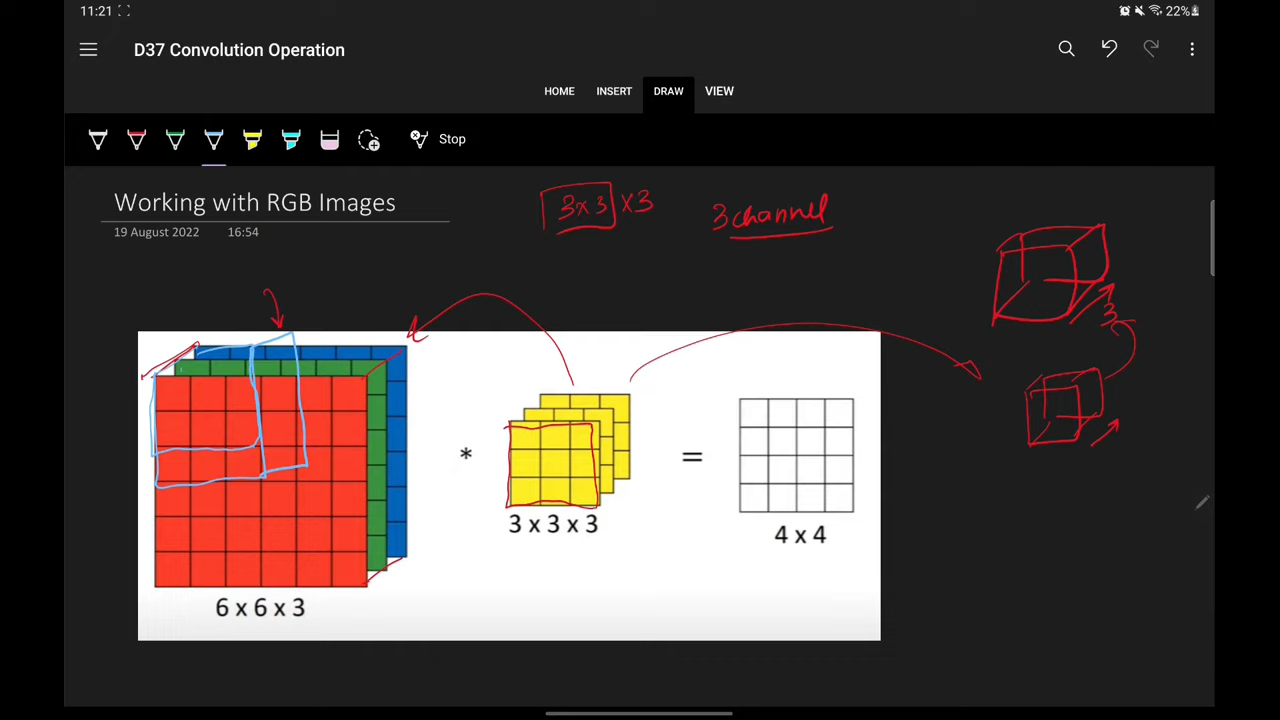 11:21
22%
D37 Convolution Operation
HOME INSERT DRAW VIEW
Stop
Working with RGB Images
19 August 2022 16:54
3x3 x3
3 channel
3
*
=
3 x 3 x 3
4 x 4
6 x 6 x 3